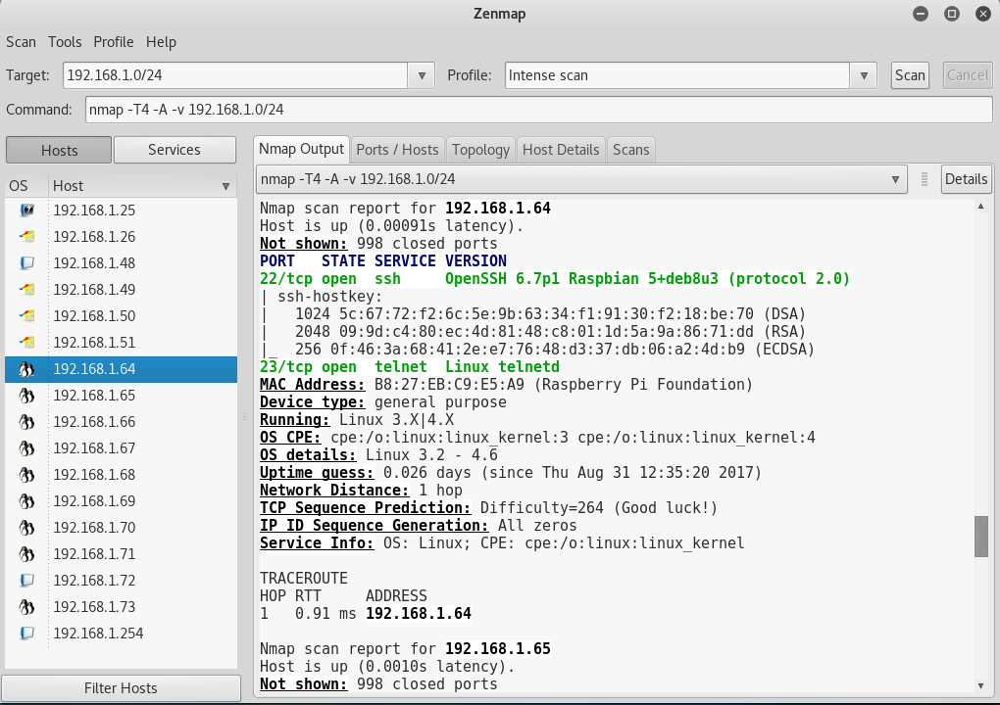 Zenmap
Scan Tools Profile Help
Target: 192.168.1.0/24 Profile: Intense scan Scan Cancel
Command: nmap -T4 -A -v 192.168.1.0/24
Hosts Services
OS Host
192.168.1.25
192.168.1.26
192.168.1.48
192.168.1.49
192.168.1.50
192.168.1.51
192.168.1.64
192.168.1.65
192.168.1.66
192.168.1.67
192.168.1.68
192.168.1.69
192.168.1.70
192.168.1.71
192.168.1.72
192.168.1.73
192.168.1.254
Filter Hosts
Nmap Output Ports / Hosts Topology Host Details Scans
nmap -T4 -A -v 192.168.1.0/24 Details
Nmap scan report for 192.168.1.64
Host is up (0.00091s latency).
Not shown: 998 closed ports
PORT   STATE SERVICE VERSION
22/tcp open  ssh     OpenSSH 6.7p1 Raspbian 5+deb8u3 (protocol 2.0)
| ssh-hostkey:
|   1024 5c:67:72:f2:6c:5e:9b:63:34:f1:91:30:f2:18:be:70 (DSA)
|   2048 09:9d:c4:80:ec:4d:81:48:c8:01:1d:5a:9a:86:71:dd (RSA)
|_  256 0f:46:3a:68:41:2e:e7:76:48:d3:37:db:06:a2:4d:b9 (ECDSA)
23/tcp open  telnet  Linux telnetd
MAC Address: B8:27:EB:C9:E5:A9 (Raspberry Pi Foundation)
Device type: general purpose
Running: Linux 3.X|4.X
OS CPE: cpe:/o:linux:linux_kernel:3 cpe:/o:linux:linux_kernel:4
OS details: Linux 3.2 - 4.6
Uptime guess: 0.026 days (since Thu Aug 31 12:35:20 2017)
Network Distance: 1 hop
TCP Sequence Prediction: Difficulty=264 (Good luck!)
IP ID Sequence Generation: All zeros
Service Info: OS: Linux; CPE: cpe:/o:linux:linux_kernel
TRACEROUTE
HOP RTT     ADDRESS
1   0.91 ms 192.168.1.64
Nmap scan report for 192.168.1.65
Host is up (0.0010s latency).
Not shown: 998 closed ports